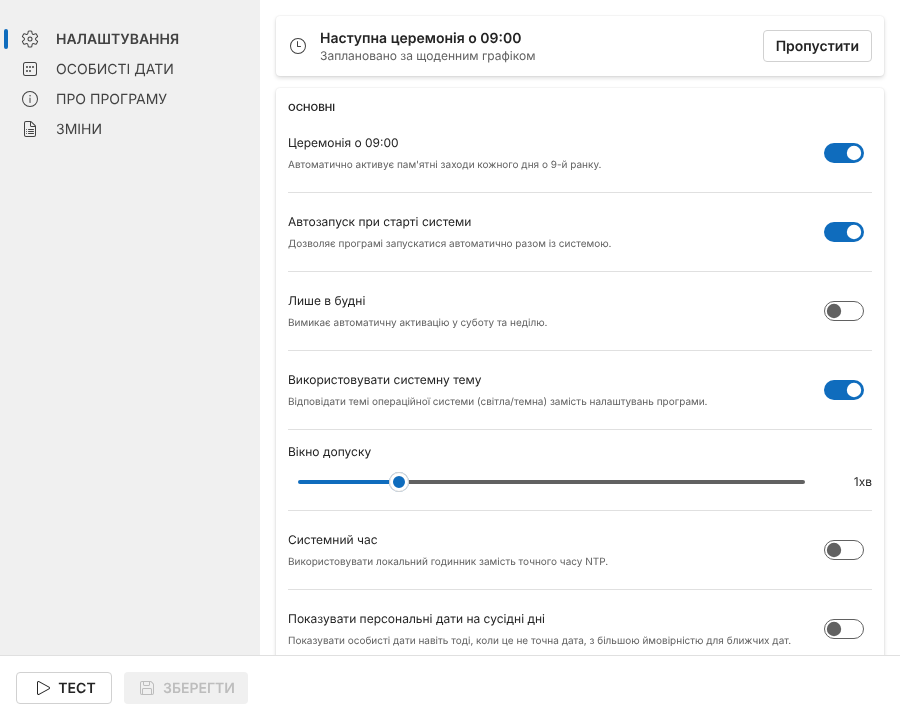 НАЛАШТУВАННЯ
ОСОБИСТІ ДАТИ
ПРО ПРОГРАМУ
ЗМІНИ
Наступна церемонія о 09:00
Заплановано за щоденним графіком
Пропустити
ОСНОВНІ
Церемонія о 09:00
Автоматично активує пам'ятні заходи кожного дня о 9-й ранку.
Автозапуск при старті системи
Дозволяє програмі запускатися автоматично разом із системою.
Лише в будні
Вимикає автоматичну активацію у суботу та неділю.
Використовувати системну тему
Відповідати темі операційної системи (світла/темна) замість налаштувань програми.
Вікно допуску
1хв
Системний час
Використовувати локальний годинник замість точного часу NTP.
Показувати персональні дати на сусідні дні
Показувати особисті дати навіть тоді, коли це не точна дата, з більшою ймовірністю для ближчих дат.
ТЕСТ
ЗБЕРЕГТИ